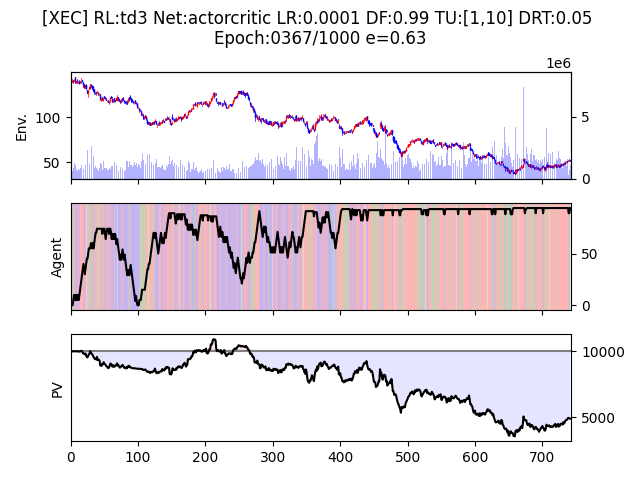 [XEC] RL:td3 Net:actorcritic LR:0.0001 DF:0.99 TU:[1,10] DRT:0.05
Epoch:0367/1000 e=0.63
1e6
Env.
100
50
5
0
Agent
50
0
PV
10000
5000
0 100 200 300 400 500 600 700